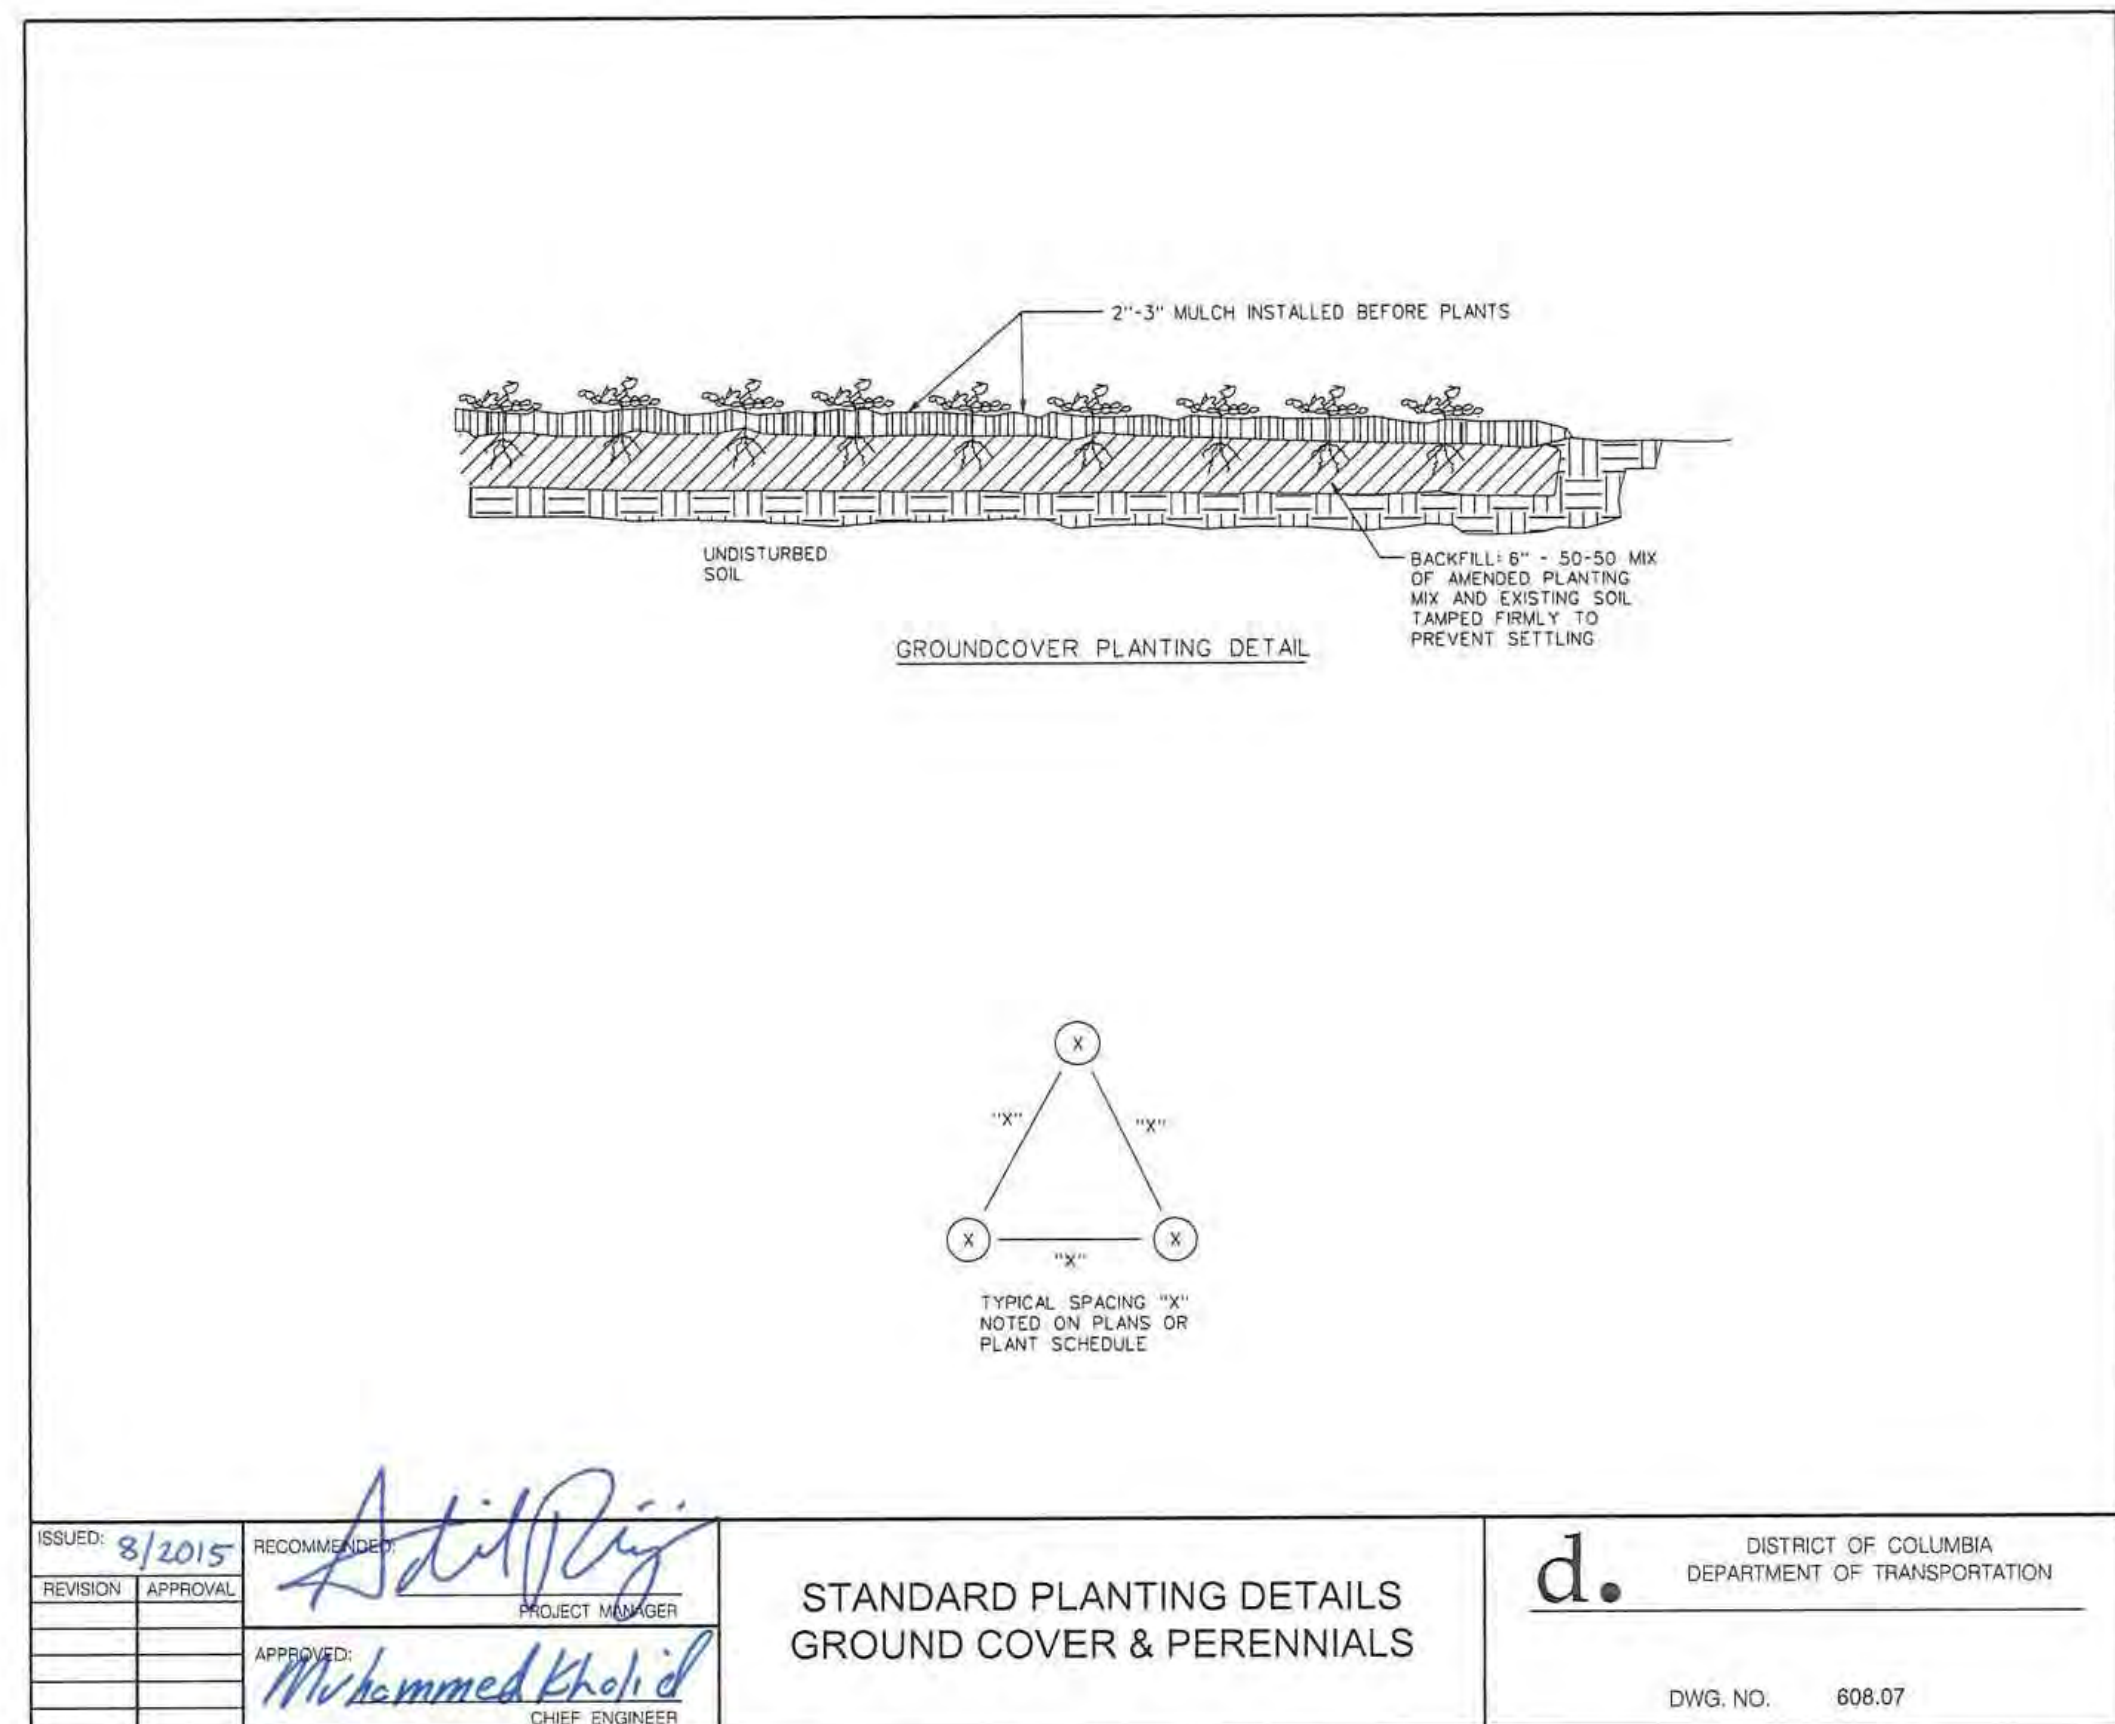 2"-3" MULCH INSTALLED BEFORE PLANTS
UNDISTURBED
SOIL
BACKFILL: 6" - 50-50 MIX
OF AMENDED PLANTING
MIX AND EXISTING SOIL
TAMPED FIRMLY TO
PREVENT SETTLING
GROUNDCOVER PLANTING DETAIL
X
"X"
"X"
X
X
"X"
TYPICAL SPACING "X"
NOTED ON PLANS OR
PLANT SCHEDULE
ISSUED: 8/2015
REVISION APPROVAL
RECOMMENDED:
PROJECT MANAGER
APPROVED:
Muhammed Khalid
CHIEF ENGINEER
STANDARD PLANTING DETAILS
GROUND COVER & PERENNIALS
d.
DISTRICT OF COLUMBIA
DEPARTMENT OF TRANSPORTATION
DWG. NO. 608.07